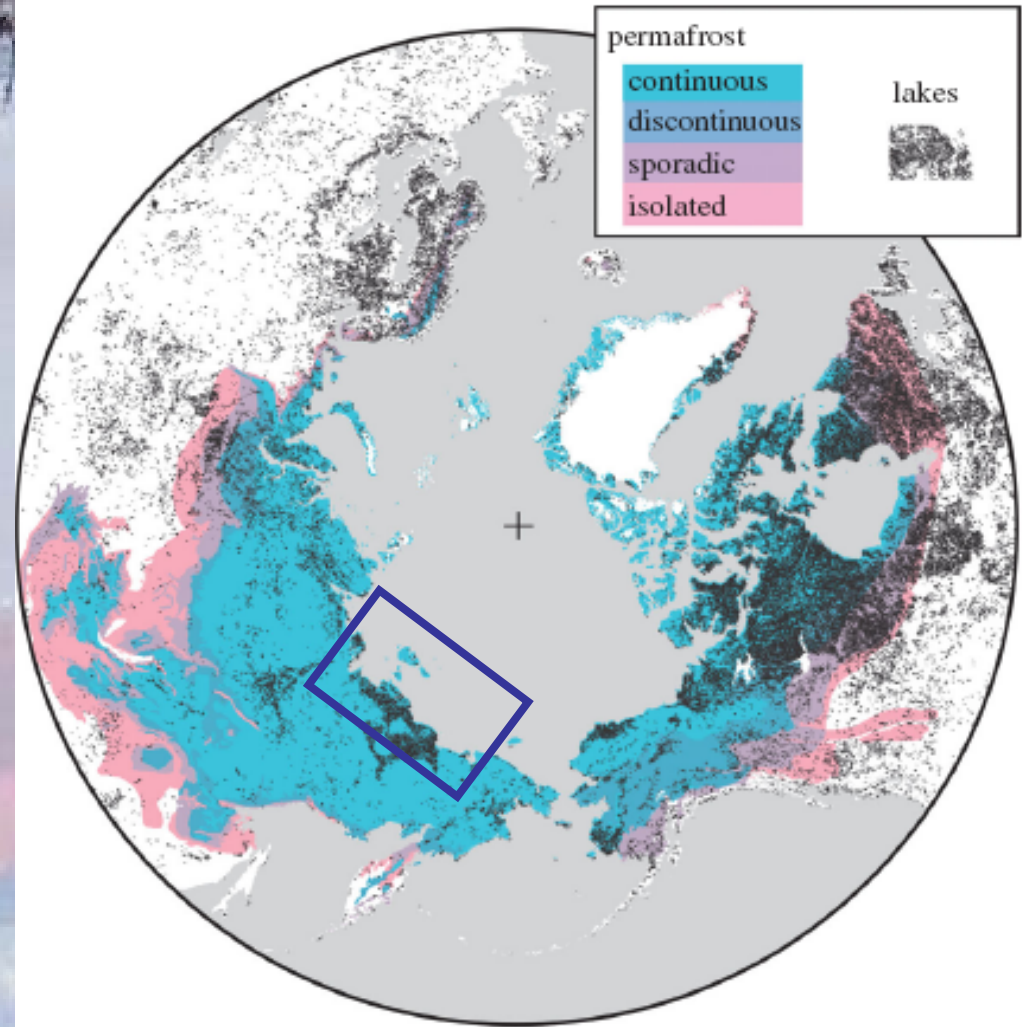 permafrost
continuous
discontinuous
sporadic
isolated
lakes